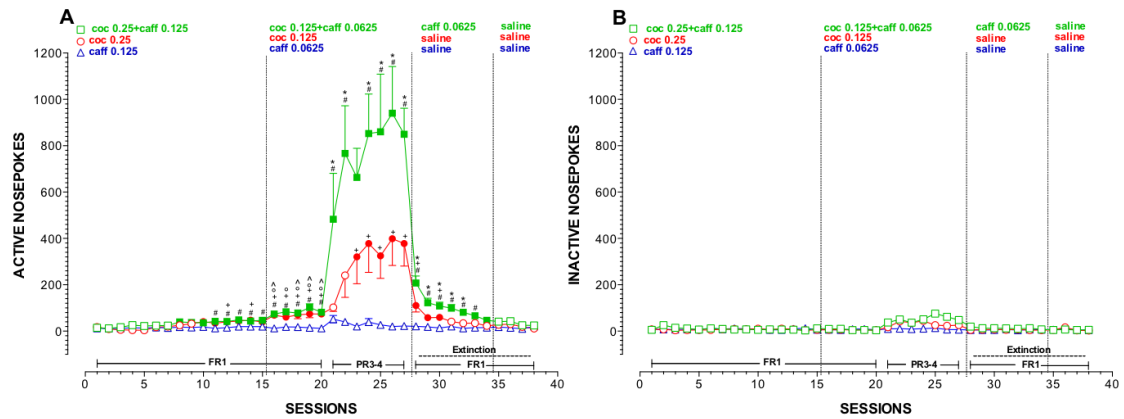 A
coc 0.25+caff 0.125
coc 0.25
caff 0.125
coc 0.125+caff 0.0625
coc 0.125
caff 0.0625
caff 0.0625
saline
saline
saline
saline
saline
1200
1000
800
600
400
200
0
ACTIVE NOSEPOKES
* # * # * # * # * # * #
+ + + + +
# + # # + #
^ o + # o + # ^ o + # ^ o + # ^ o + #
* + # * # * + # * # * # #
Extinction
FR1
PR3-4
FR1
0 5 10 15 20 25 30 35 40
SESSIONS
B
coc 0.25+caff 0.125
coc 0.25
caff 0.125
coc 0.125+caff 0.0625
coc 0.125
caff 0.0625
caff 0.0625
saline
saline
saline
saline
saline
1200
1000
800
600
400
200
0
INACTIVE NOSEPOKES
Extinction
FR1
PR3-4
FR1
0 5 10 15 20 25 30 35 40
SESSIONS